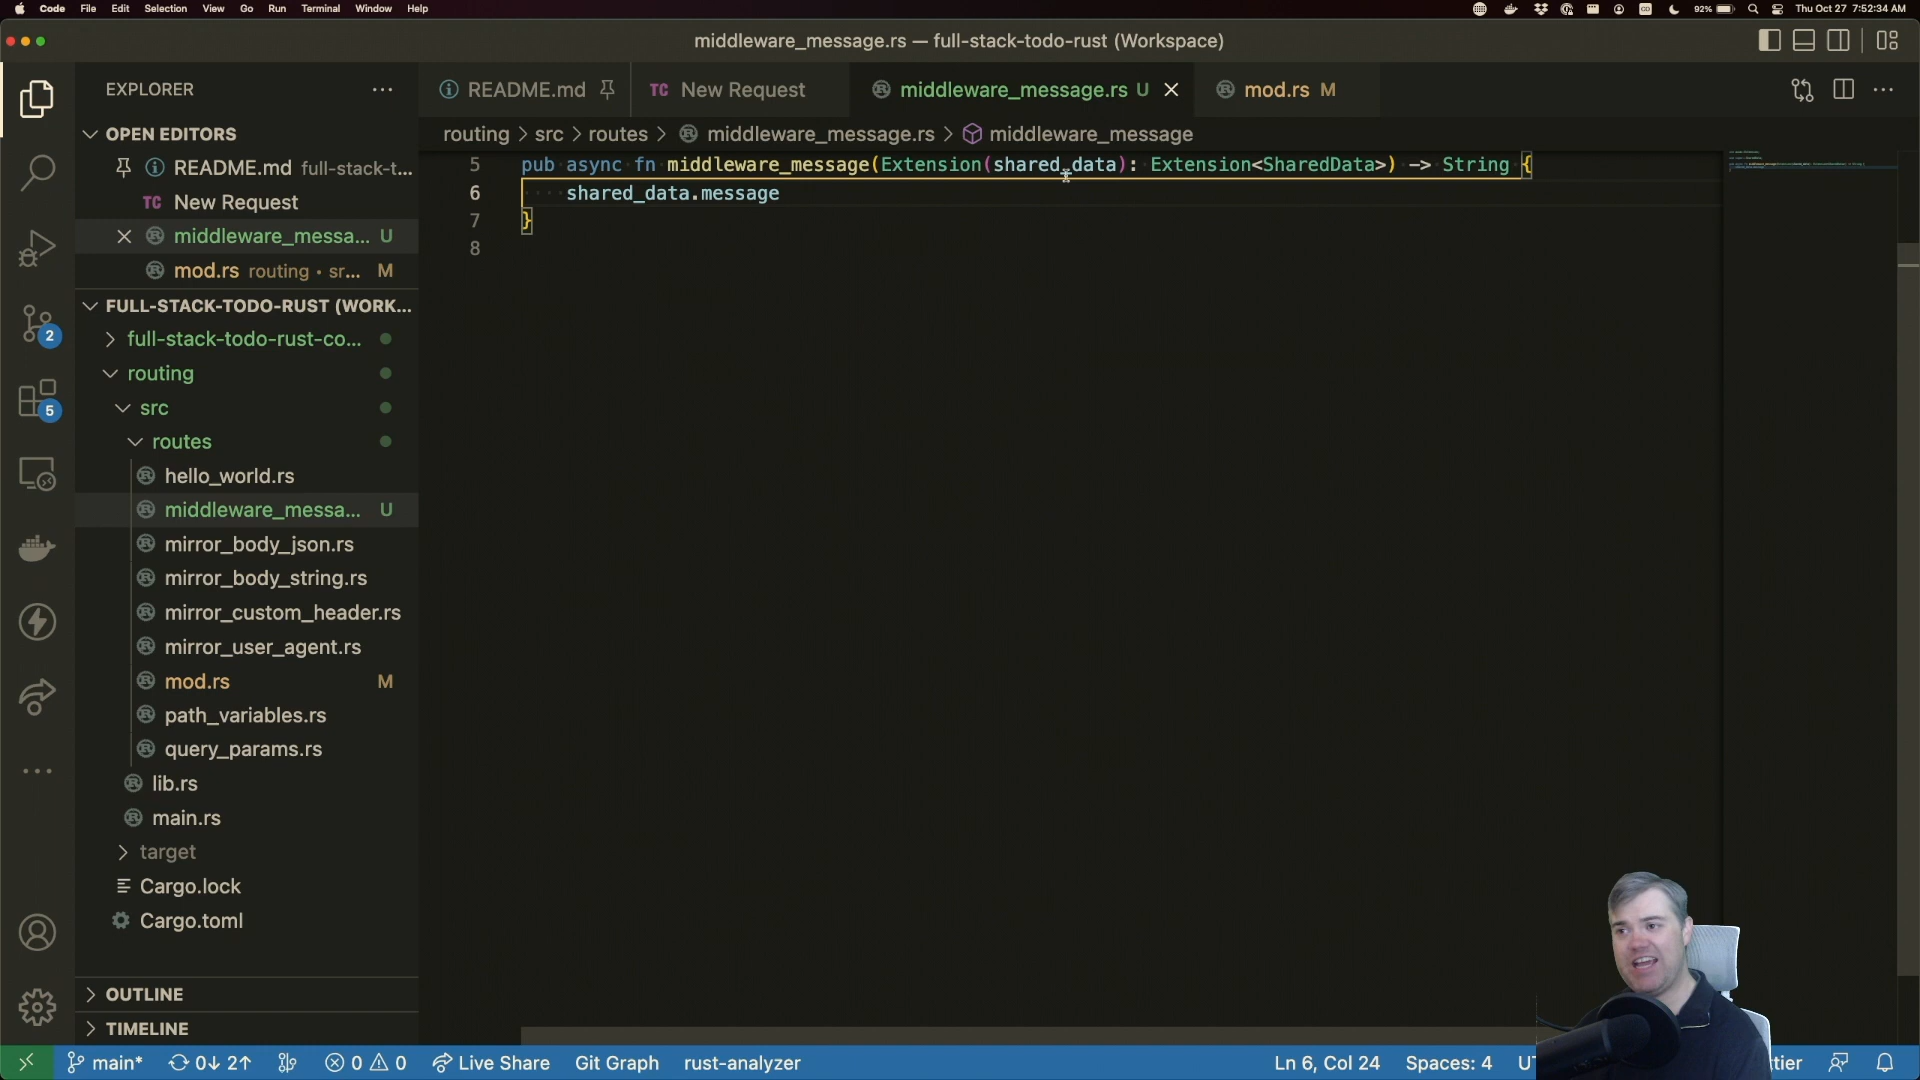 Code File Edit Selection View Go Run Terminal Window Help 92% Thu Oct 27 7:52:34 AM
middleware_message.rs — full-stack-todo-rust (Workspace)
EXPLORER
README.md
TC New Request
middleware_message.rs U
mod.rs M
OPEN EDITORS
routing > src > routes > middleware_message.rs > middleware_message
README.md full-stack-t...
TC New Request
middleware_messa... U
mod.rs routing • sr... M
5 pub async fn middleware_message(Extension(shared_data): Extension<SharedData>) -> String {
6 shared_data.message
7 }
8
FULL-STACK-TODO-RUST (WORK...
full-stack-todo-rust-co...
routing
src
routes
hello_world.rs
middleware_messa... U
mirror_body_json.rs
mirror_body_string.rs
mirror_custom_header.rs
mirror_user_agent.rs
mod.rs M
path_variables.rs
query_params.rs
lib.rs
main.rs
target
Cargo.lock
Cargo.toml
2
5
OUTLINE
TIMELINE
main* 0↓ 2↑ 0 0 Live Share Git Graph rust-analyzer Ln 6, Col 24 Spaces: 4